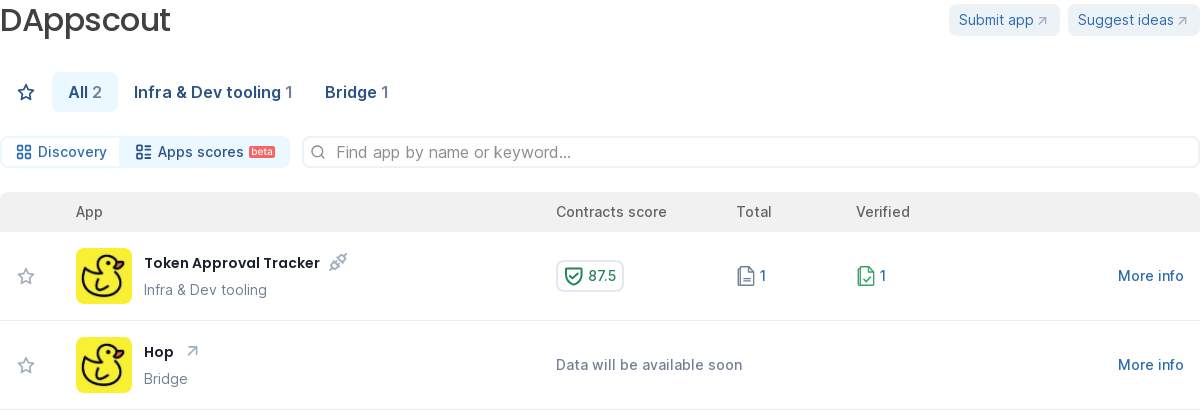 DAppscout
Submit app
Suggest ideas
All 2
Infra & Dev tooling 1
Bridge 1
Discovery
Apps scores beta
Find app by name or keyword...
App Contracts score Total Verified
Token Approval Tracker
Infra & Dev tooling
87.5
1
1
More info
Hop
Bridge
Data will be available soon
More info